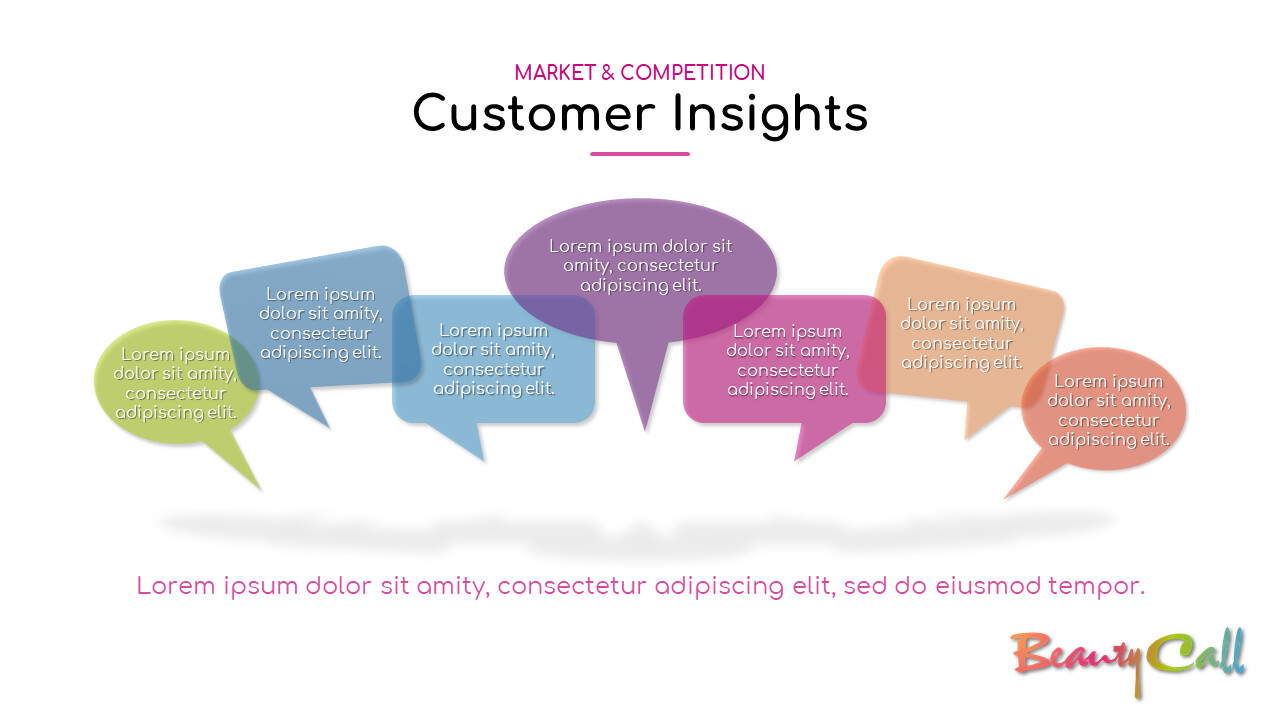 MARKET & COMPETITION
Customer Insights
Lorem ipsum
dolor sit amity,
consectetur
adipiscing elit.
Lorem ipsum
dolor sit amity,
consectetur
adipiscing elit.
Lorem ipsum
dolor sit amity,
consectetur
adipiscing elit.
Lorem ipsum dolor sit
amity, consectetur
adipiscing elit.
Lorem ipsum
dolor sit amity,
consectetur
adipiscing elit.
Lorem ipsum
dolor sit amity,
consectetur
adipiscing elit.
Lorem ipsum
dolor sit amity,
consectetur
adipiscing elit.
Lorem ipsum dolor sit amity, consectetur adipiscing elit, sed do eiusmod tempor.
BeautyCall